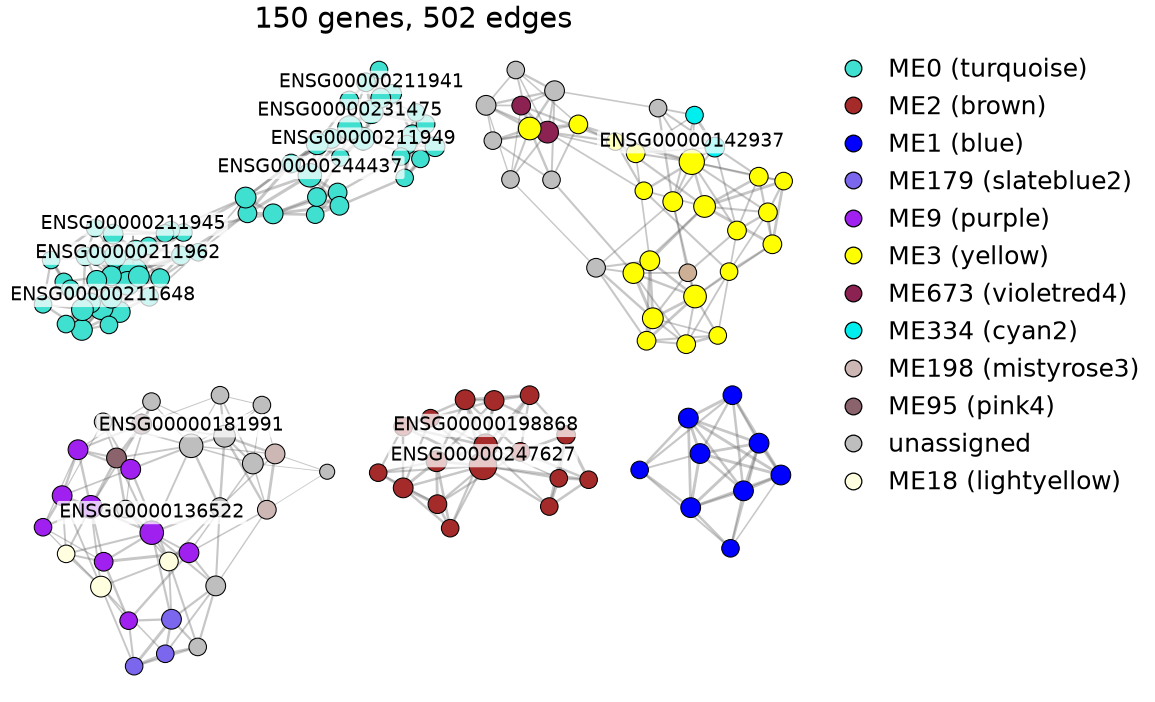 150 genes, 502 edges
ENSG00000211941
ENSG00000231475
ENSG00000211949
ENSG00000244437
ENSG00000142937
ENSG00000211945
ENSG00000211962
ENSG00000211648
ENSG00000181991
ENSG00000136522
ENSG00000198868
ENSG00000247627
ME0 (turquoise)
ME2 (brown)
ME1 (blue)
ME179 (slateblue2)
ME9 (purple)
ME3 (yellow)
ME673 (violetred4)
ME334 (cyan2)
ME198 (mistyrose3)
ME95 (pink4)
unassigned
ME18 (lightyellow)